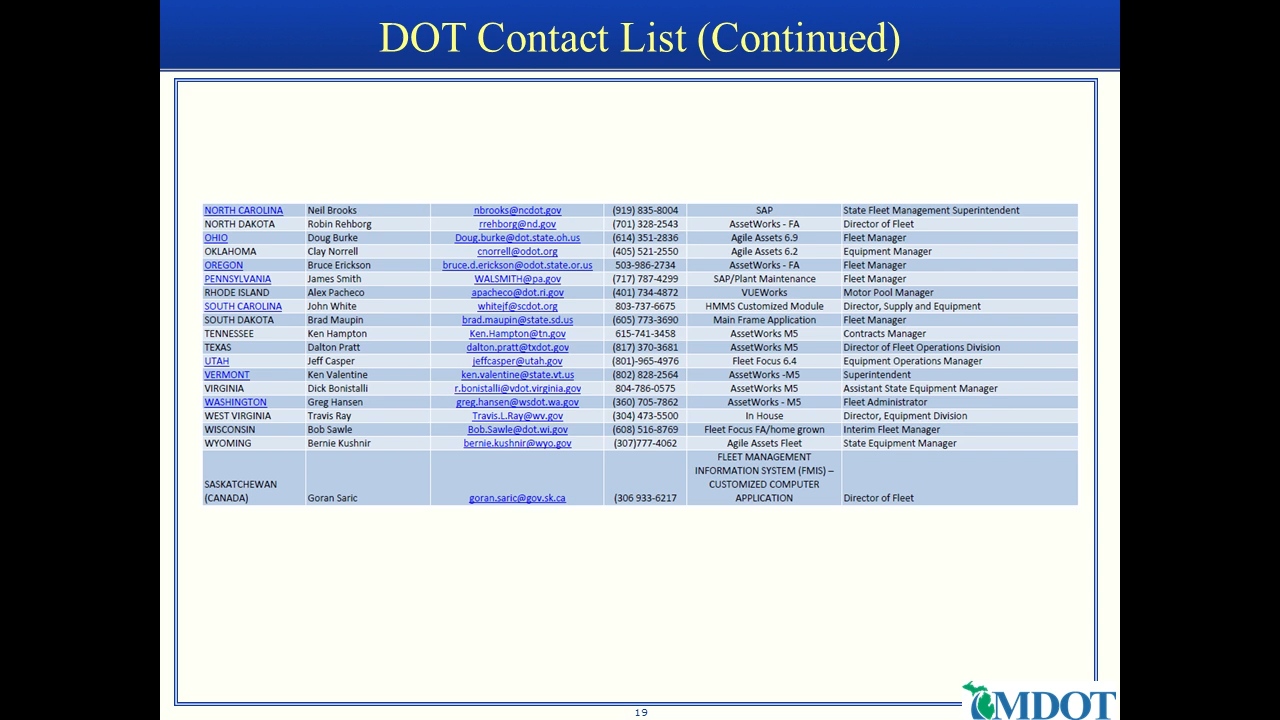 DOT Contact List (Continued)
NORTH CAROLINA Neil Brooks nbrooks@ncdot.gov (919) 835-8004 SAP State Fleet Management Superintendent
NORTH DAKOTA Robin Rehborg rrehborg@nd.gov (701) 328-2543 AssetWorks - FA Director of Fleet
OHIO Doug Burke Doug.burke@dot.state.oh.us (614) 351-2836 Agile Assets 6.9 Fleet Manager
OKLAHOMA Clay Norrell cnorrell@odot.org (405) 521-2550 Agile Assets 6.2 Equipment Manager
OREGON Bruce Erickson bruce.d.erickson@odot.state.or.us 503-986-2734 AssetWorks - FA Fleet Manager
PENNSYLVANIA James Smith WALSMITH@pa.gov (717) 787-4299 SAP/Plant Maintenance Fleet Manager
RHODE ISLAND Alex Pacheco apacheco@dot.ri.gov (401) 734-4872 VUEWorks Motor Pool Manager
SOUTH CAROLINA John White whitejf@scdot.org 803-737-6675 HMMS Customized Module Director, Supply and Equipment
SOUTH DAKOTA Brad Maupin brad.maupin@state.sd.us (605) 773-3690 Main Frame Application Fleet Manager
TENNESSEE Ken Hampton Ken.Hampton@tn.gov 615-741-3458 AssetWorks M5 Contracts Manager
TEXAS Dalton Pratt dalton.pratt@txdot.gov (817) 370-3681 AssetWorks M5 Director of Fleet Operations Division
UTAH Jeff Casper jeffcasper@utah.gov (801)-965-4976 Fleet Focus 6.4 Equipment Operations Manager
VERMONT Ken Valentine ken.valentine@state.vt.us (802) 828-2564 AssetWorks -M5 Superintendent
VIRGINIA Dick Bonistalli r.bonistalli@vdot.virginia.gov 804-786-0575 AssetWorks M5 Assistant State Equipment Manager
WASHINGTON Greg Hansen greg.hansen@wsdot.wa.gov (360) 705-7862 AssetWorks - M5 Fleet Administrator
WEST VIRGINIA Travis Ray Travis.L.Ray@wv.gov (304) 473-5500 In House Director, Equipment Division
WISCONSIN Bob Sawle Bob.Sawle@dot.wi.gov (608) 516-8769 Fleet Focus FA/home grown Interim Fleet Manager
WYOMING Bernie Kushnir bernie.kushnir@wyo.gov (307)777-4062 Agile Assets Fleet State Equipment Manager
FLEET MANAGEMENT
INFORMATION SYSTEM (FMIS) –
SASKATCHEWAN CUSTOMIZED COMPUTER
(CANADA) Goran Saric goran.saric@gov.sk.ca (306 933-6217 APPLICATION Director of Fleet
19
MDOT